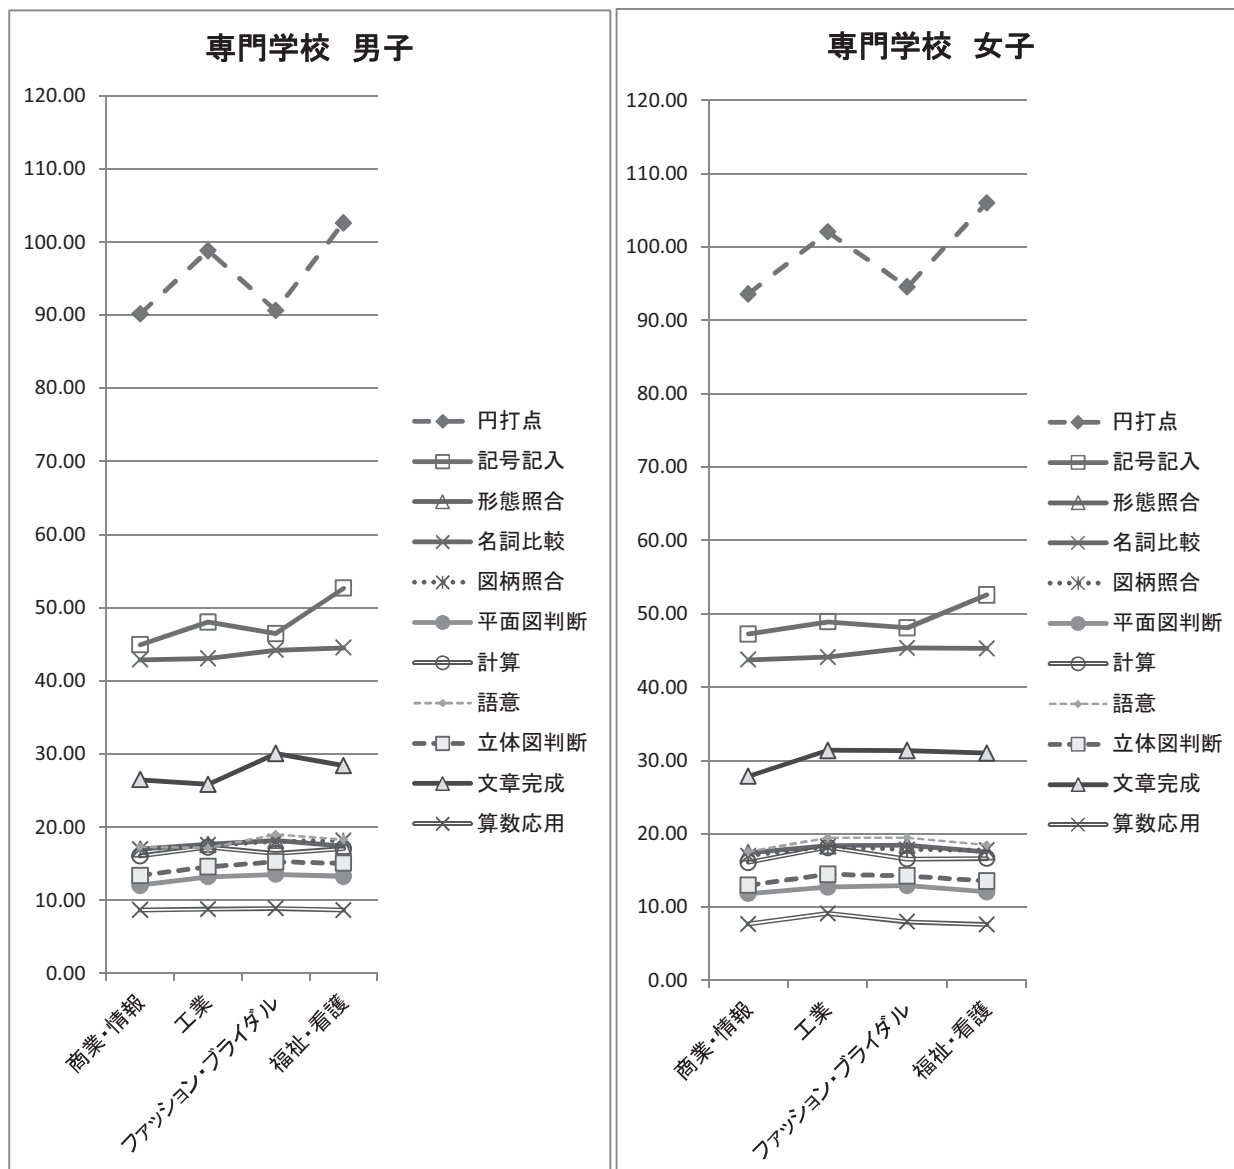 専門学校 男子
120.00
110.00
100.00
90.00
80.00
70.00
60.00
50.00
40.00
30.00
20.00
10.00
0.00
商業・情報
工業
ファッション・ブライダル
福祉・看護
円打点
記号記入
形態照合
名詞比較
図柄照合
平面図判断
計算
語意
立体図判断
文章完成
算数応用
専門学校 女子
120.00
110.00
100.00
90.00
80.00
70.00
60.00
50.00
40.00
30.00
20.00
10.00
0.00
商業・情報
工業
ファッション・ブライダル
福祉・看護
円打点
記号記入
形態照合
名詞比較
図柄照合
平面図判断
計算
語意
立体図判断
文章完成
算数応用